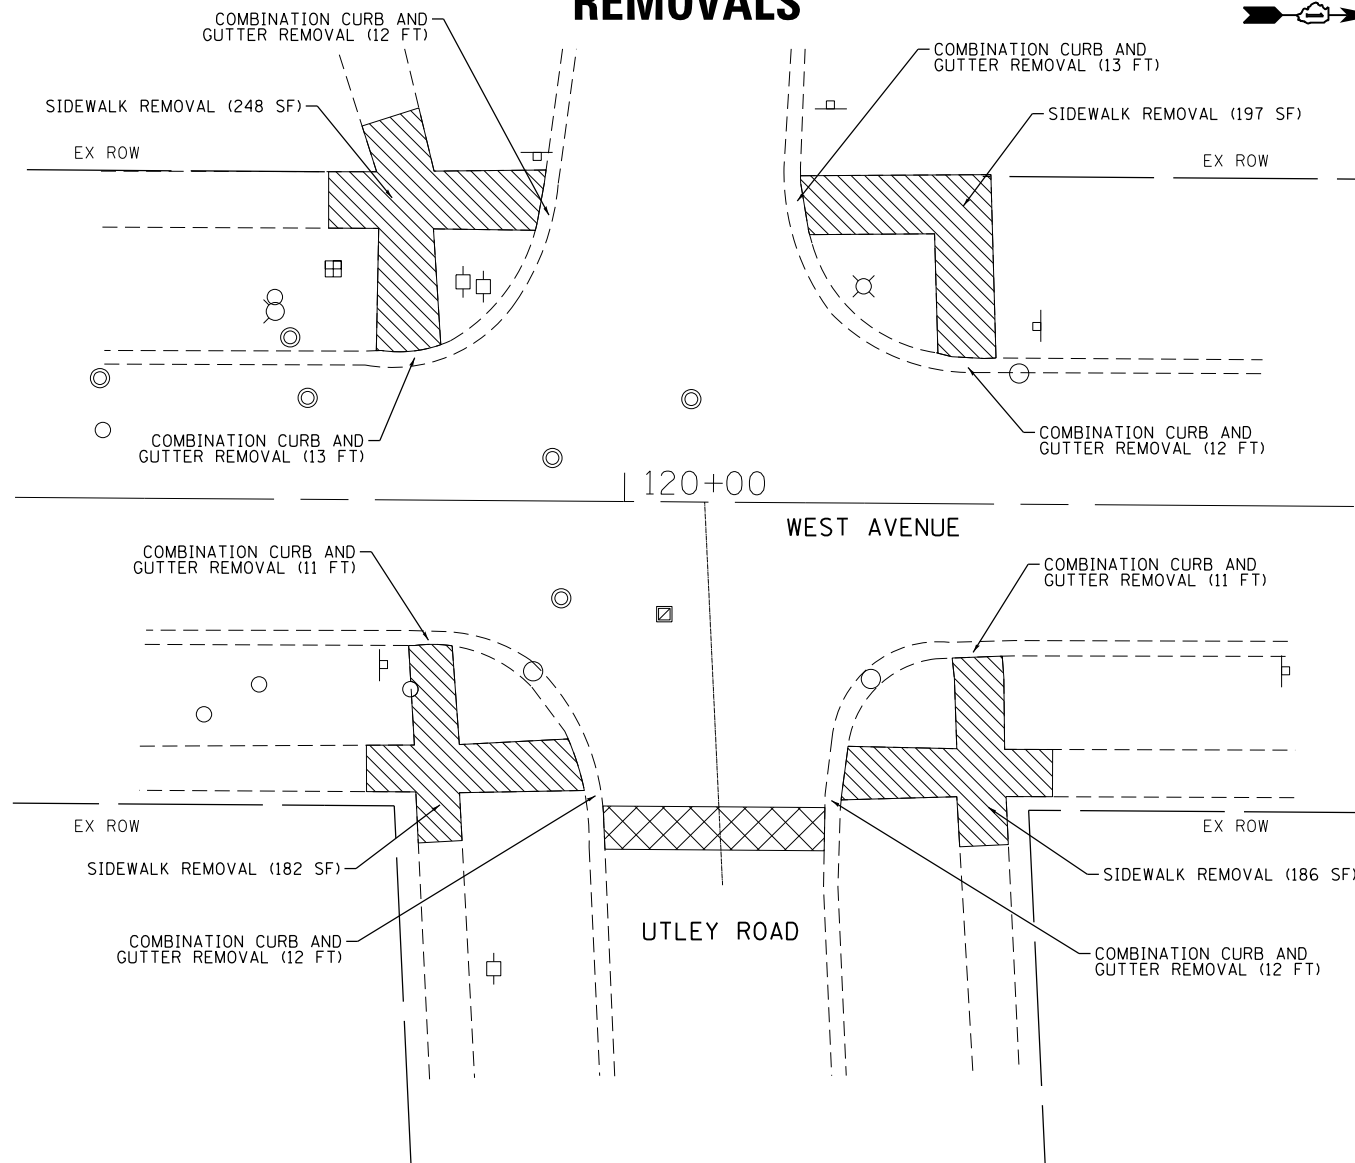 REMOVALS
COMBINATION CURB AND
GUTTER REMOVAL (12 FT)
COMBINATION CURB AND
GUTTER REMOVAL (13 FT)
SIDEWALK REMOVAL (248 SF)
SIDEWALK REMOVAL (197 SF)
EX ROW
EX ROW
COMBINATION CURB AND
GUTTER REMOVAL (13 FT)
COMBINATION CURB AND
GUTTER REMOVAL (12 FT)
120+00
WEST AVENUE
COMBINATION CURB AND
GUTTER REMOVAL (11 FT)
COMBINATION CURB AND
GUTTER REMOVAL (11 FT)
EX ROW
EX ROW
SIDEWALK REMOVAL (182 SF)
SIDEWALK REMOVAL (186 SF)
UTLEY ROAD
COMBINATION CURB AND
GUTTER REMOVAL (12 FT)
COMBINATION CURB AND
GUTTER REMOVAL (12 FT)